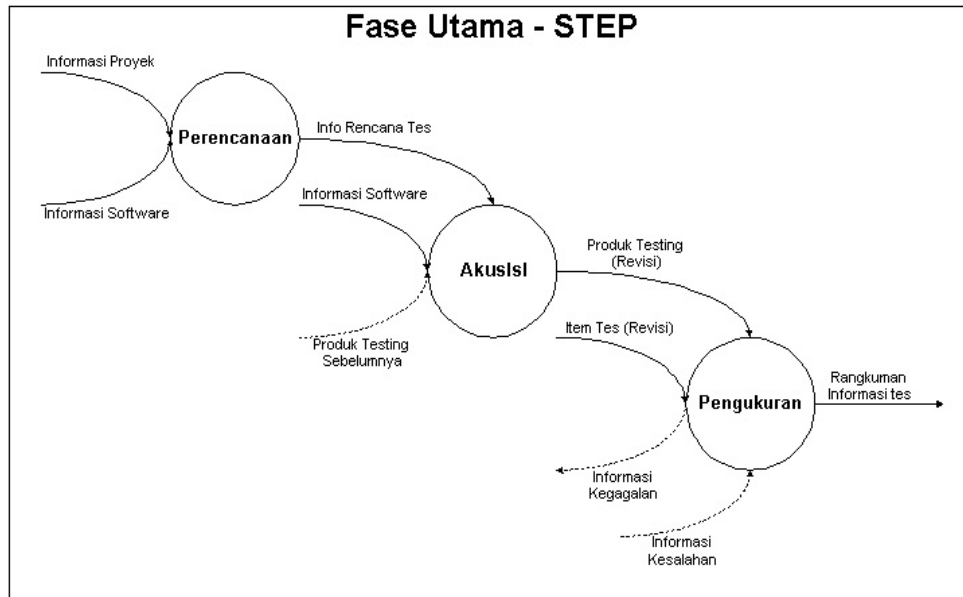 Fase Utama - STEP
Informasi Proyek
Perencanaan
Info Rencana Tes
Informasi Software
Informasi Software
Produk Testing
(Revisi)
Akusisi
Item Tes (Revisi)
Produk Testing
Sebelumnya
Rangkuman
Informasi tes
Pengukuran
Informasi
Kegagalan
Informasi
Kesalahan